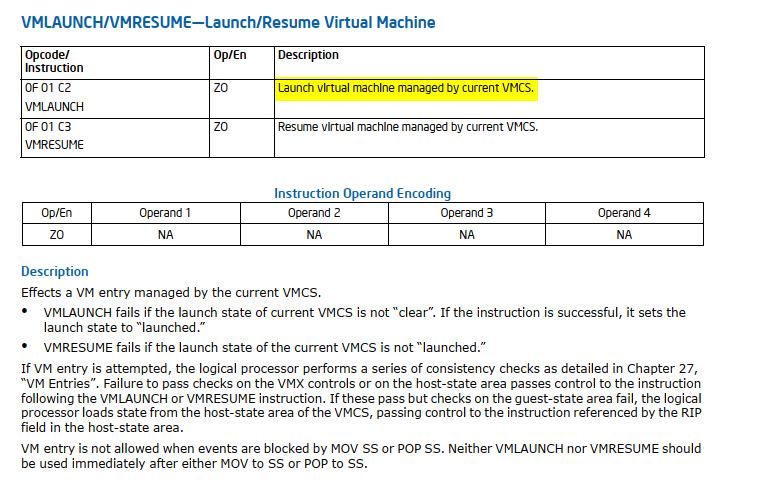 VMLAUNCH/VMRESUME—Launch/Resume Virtual Machine
Opcode/ Op/En Description
Instruction
0F 01 C2 ZO Launch virtual machine managed by current VMCS.
VMLAUNCH
0F 01 C3 ZO Resume virtual machine managed by current VMCS.
VMRESUME
Instruction Operand Encoding
Op/En Operand 1 Operand 2 Operand 3 Operand 4
ZO NA NA NA NA
Description
Effects a VM entry managed by the current VMCS.
• VMLAUNCH fails if the launch state of current VMCS is not “clear”. If the instruction is successful, it sets the
launch state to “launched.”
• VMRESUME fails if the launch state of the current VMCS is not “launched.”
If VM entry is attempted, the logical processor performs a series of consistency checks as detailed in Chapter 27,
“VM Entries”. Failure to pass checks on the VMX controls or on the host-state area passes control to the instruction
following the VMLAUNCH or VMRESUME instruction. If these pass but checks on the guest-state area fail, the logical
processor loads state from the host-state area of the VMCS, passing control to the instruction referenced by the RIP
field in the host-state area.
VM entry is not allowed when events are blocked by MOV SS or POP SS. Neither VMLAUNCH nor VMRESUME should
be used immediately after either MOV to SS or POP to SS.